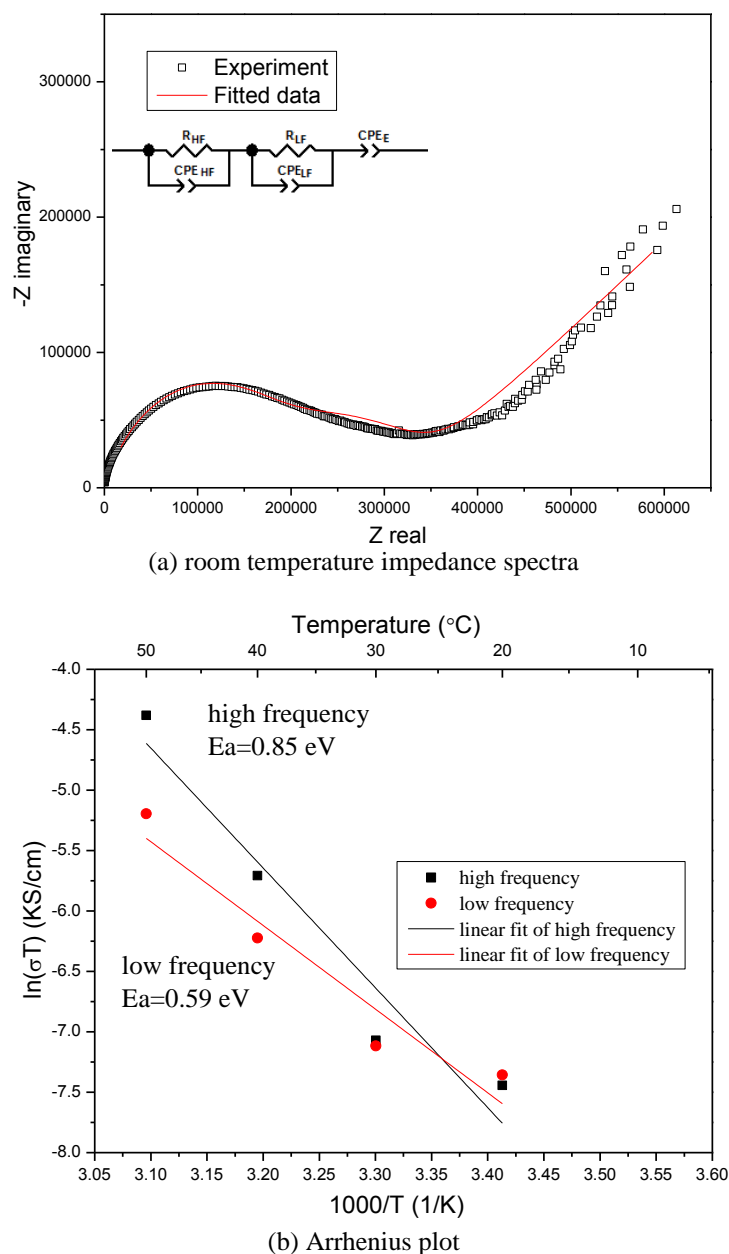 300000
200000
100000
0
-Z imaginary
Experiment
Fitted data
R_HF
R_LF
CPE_E
CPE_HF
CPE_LF
0 100000 200000 300000 400000 500000 600000
Z real
(a) room temperature impedance spectra
Temperature (°C)
50 40 30 20 10
-4.0
-4.5
-5.0
-5.5
-6.0
-6.5
-7.0
-7.5
-8.0
ln(σT) (KS/cm)
high frequency
Ea=0.85 eV
high frequency
low frequency
linear fit of high frequency
linear fit of low frequency
low frequency
Ea=0.59 eV
3.05 3.10 3.15 3.20 3.25 3.30 3.35 3.40 3.45 3.50 3.55 3.60
1000/T (1/K)
(b) Arrhenius plot